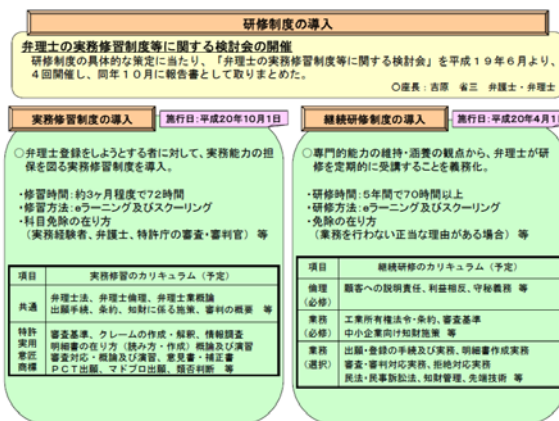 研修制度の導入
弁理士の実務修習制度等に関する検討会の開催
研修制度の具体的な策定に当たり、「弁理士の実務修習制度等に関する検討会」を平成19年6月より、
4回開催し、同年10月に報告書として取りまとめた。
○座長：吉原 省三 弁護士・弁理士
実務修習制度の導入
施行日：平成20年10月1日
○弁理士登録をしようとする者に対して、実務能力の担
保を図る実務修習制度を導入。
・修習時間：約3ヶ月程度で72時間
・修習方法：eラーニング及びスクーリング
・科目免除の在り方
（実務経験者、弁護士、特許庁の審査・審判官） 等
項目 実務修習のカリキュラム（予定）
共通 弁理士法、弁理士倫理、弁理士業概論
出願手続、条約、知財に係る施策、審判の概要 等
特許 審査基準、クレームの作成・解釈、情報調査
実用 明細書の在り方（読み方・作成）概論及び演習
意匠 審査対応・概論及び演習、意見書・補正書
商標 PCT出願、マドプロ出願、類否判断 等
継続研修制度の導入
施行日：平成20年4月1日
○専門的能力の維持・涵養の観点から、弁理士が研
修を定期的に受講することを義務化。
・研修時間：5年間で70時間以上
・研修方法：eラーニング及びスクーリング
・免除の在り方
（業務を行わない正当な理由がある場合） 等
項目 継続研修のカリキュラム（予定）
倫理 顧客への説明責任、利益相反、守秘義務 等
（必修）
業務 工業所有権法令・条約、審査基準
（必修） 中小企業向け知財施策 等
業務 出願・登録の手続及び実務、明細書作成実務
（選択） 審査・審判対応実務、拒絶対応実務
民法・民事訴訟法、知財管理、先端技術 等